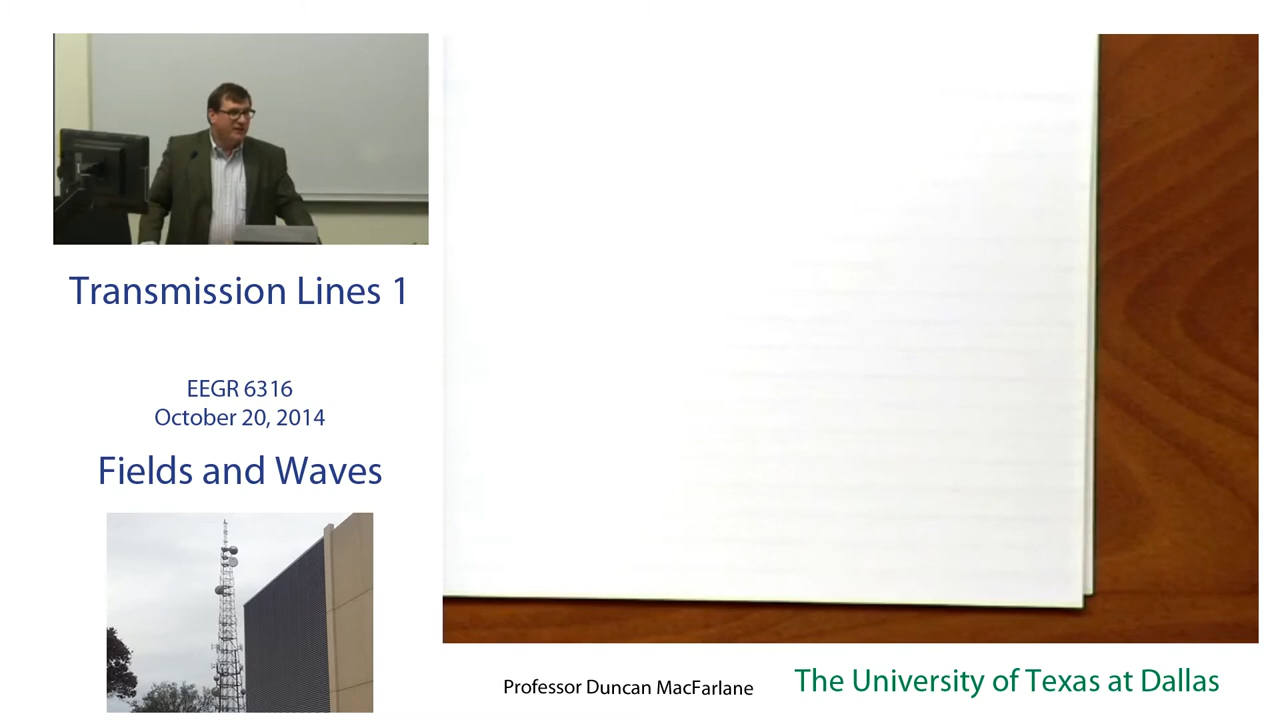 Transmission Lines 1
EEGR 6316
October 20, 2014
Fields and Waves
Professor Duncan MacFarlane
The University of Texas at Dallas